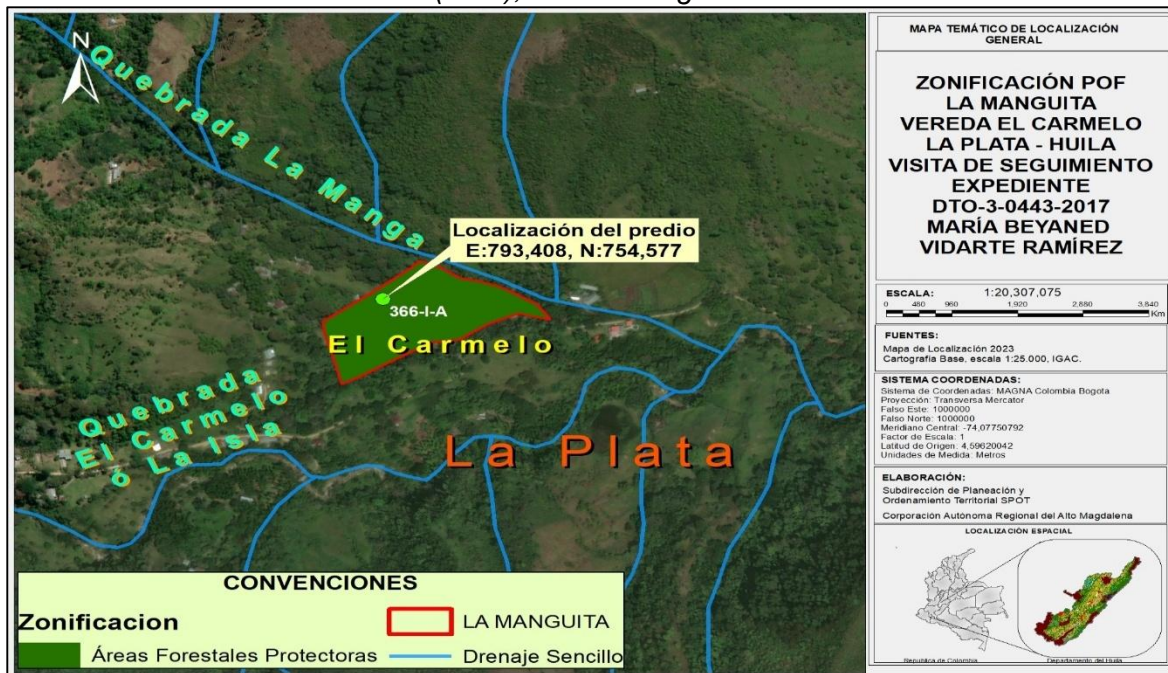 N
Quebrada La Manga
Localización del predio
E:793,408, N:754,577
366-I-A
El Carmelo
Quebrada
El Carmelo
ó La Isla
La Plata
CONVENCIONES
Zonificacion
LA MANGUITA
Áreas Forestales Protectoras
Drenaje Sencillo
MAPA TEMÁTICO DE LOCALIZACIÓN
GENERAL
ZONIFICACIÓN POF
LA MANGUITA
VEREDA EL CARMELO
LA PLATA - HUILA
VISITA DE SEGUIMIENTO
EXPEDIENTE
DTO-3-0443-2017
MARÍA BEYANED
VIDARTE RAMÍREZ
ESCALA: 1:20,307,075
0 480 960 1.920 2.880 3.840
Km
FUENTES:
Mapa de Localización 2023
Cartografía Base, escala 1:25.000, IGAC.
SISTEMA COORDENADAS:
Sistema de Coordenadas: MAGNA Colombia Bogota
Proyección: Transversa Mercator
Falso Este: 1000000
Falso Norte: 1000000
Meridiano Central: -74,07750792
Factor de Escala: 1
Latitud de Origen: 4,59620042
Unidades de Medida: Metros
ELABORACIÓN:
Subdirección de Planeación y
Ordenamiento Territorial SPOT
Corporación Autónoma Regional del Alto Magdalena
LOCALIZACIÓN ESPACIAL
Republica de Colombia
Departamento del Huila